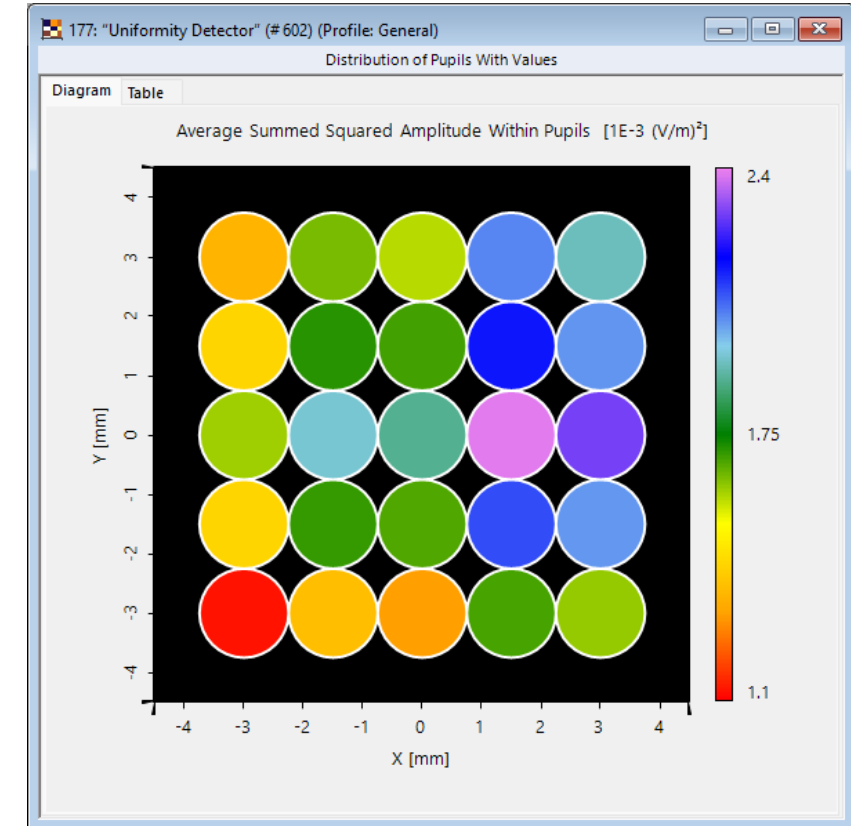 177: “Uniformity Detector” (# 602) (Profile: General)
Distribution of Pupils With Values
Diagram Table
Average Summed Squared Amplitude Within Pupils [1E-3 (V/m)²]
2.4
1.75
1.1
Y [mm]
4
3
2
1
0
-1
-2
-3
-4
-4 -3 -2 -1 0 1 2 3 4
X [mm]